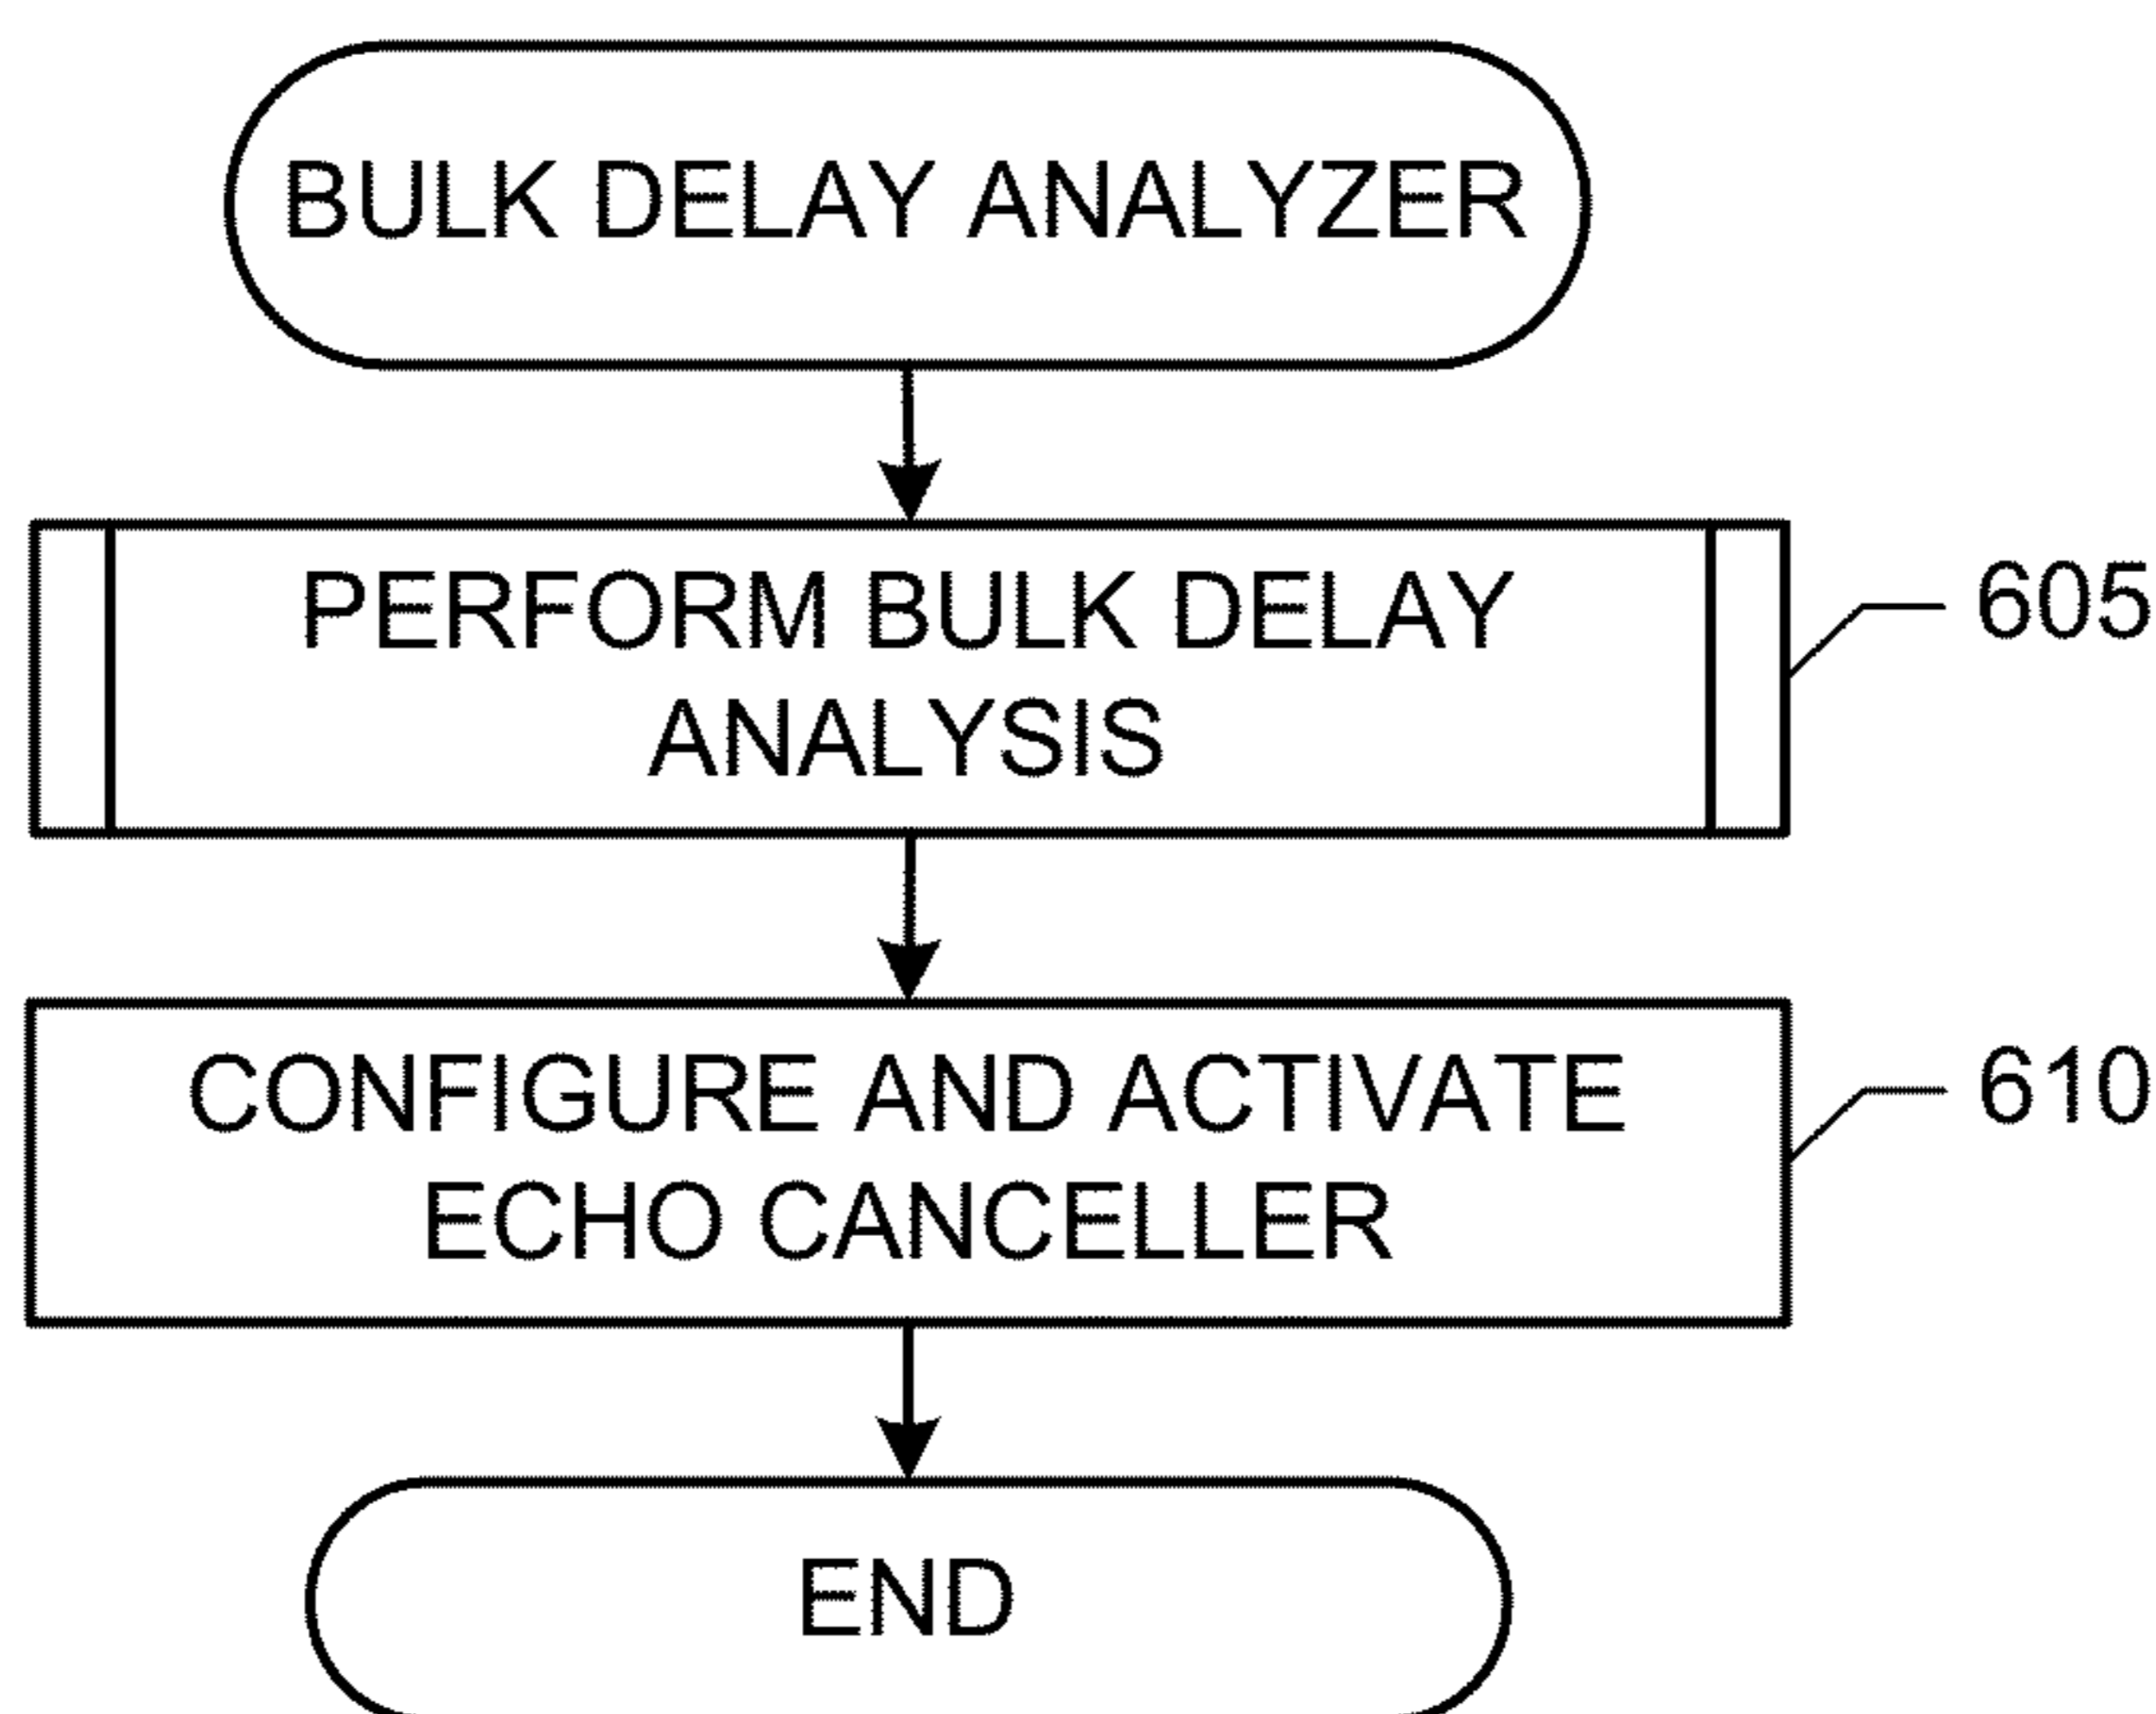 BULK DELAY ANALYZER
PERFORM BULK DELAY
ANALYSIS
605
CONFIGURE AND ACTIVATE
ECHO CANCELLER
610
END